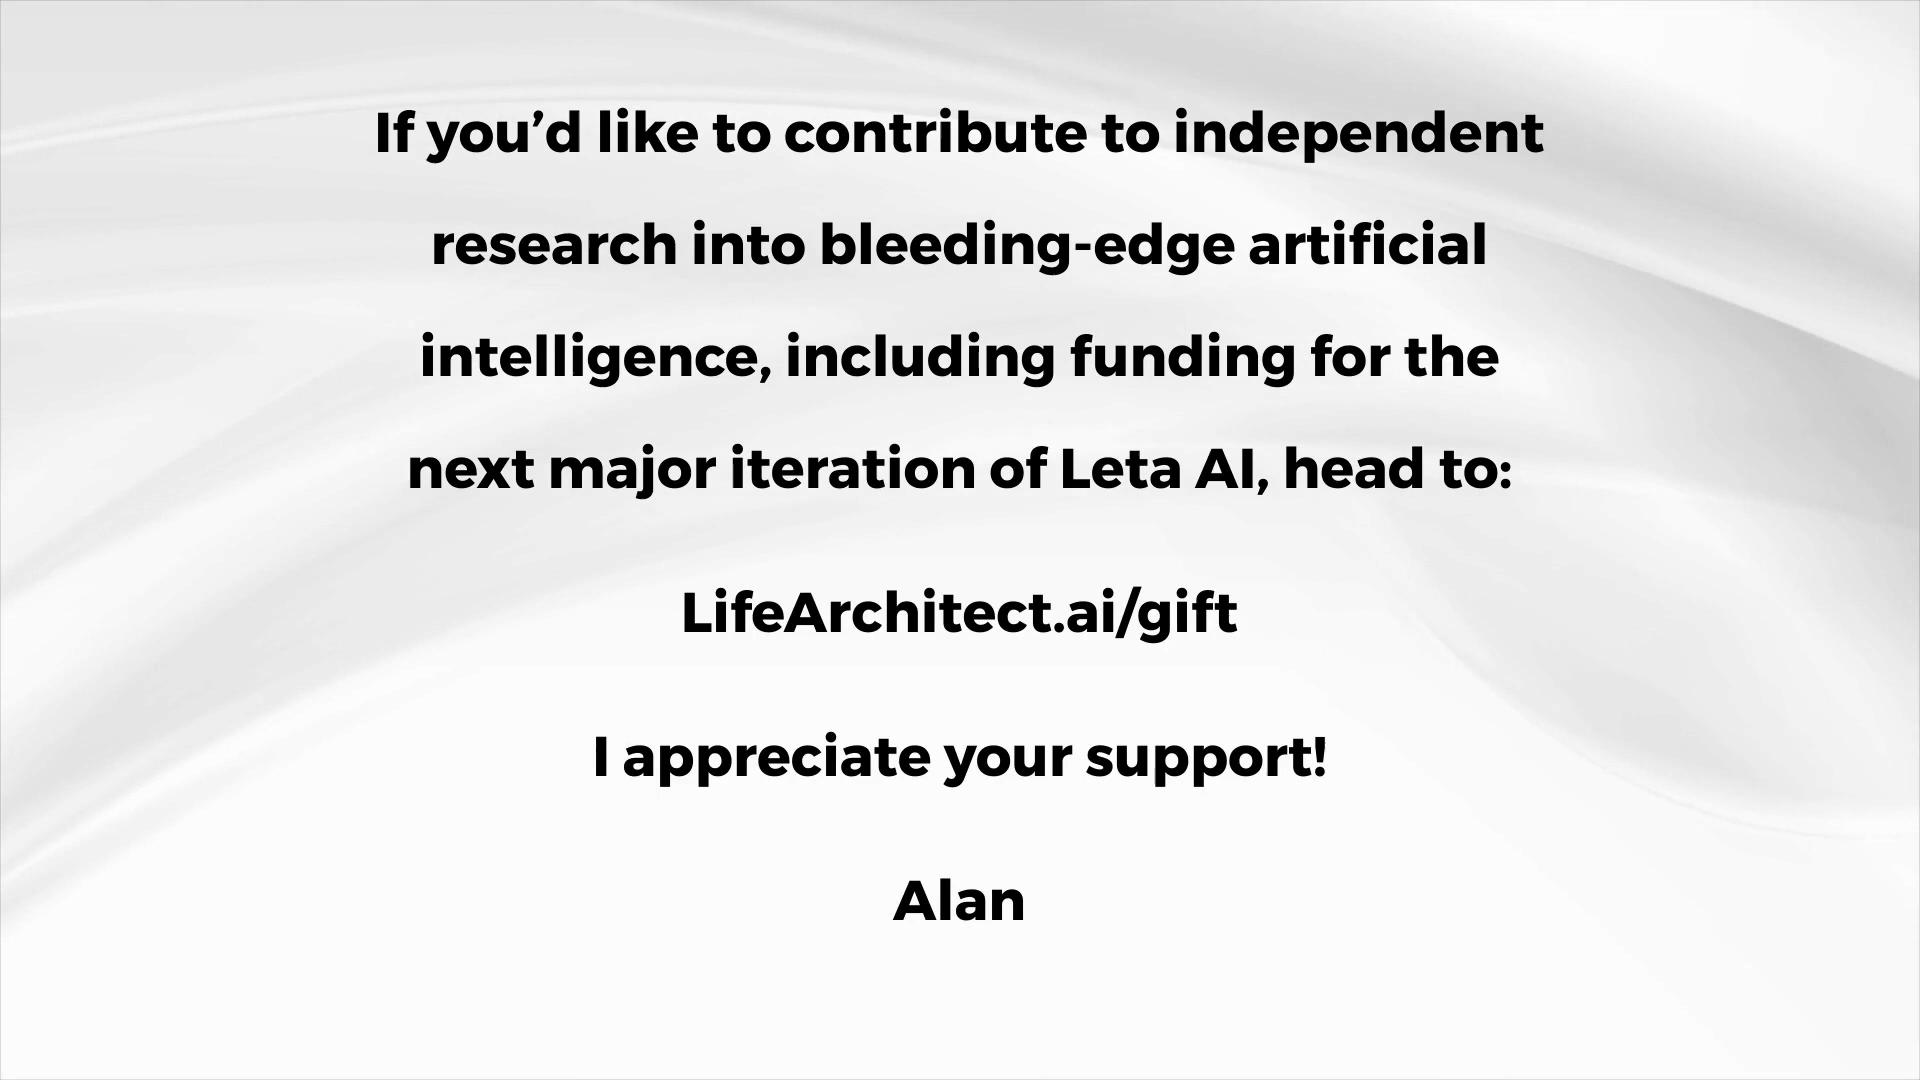 If you’d like to contribute to independent
research into bleeding-edge artificial
intelligence, including funding for the
next major iteration of Leta AI, head to:
LifeArchitect.ai/gift
I appreciate your support!
Alan